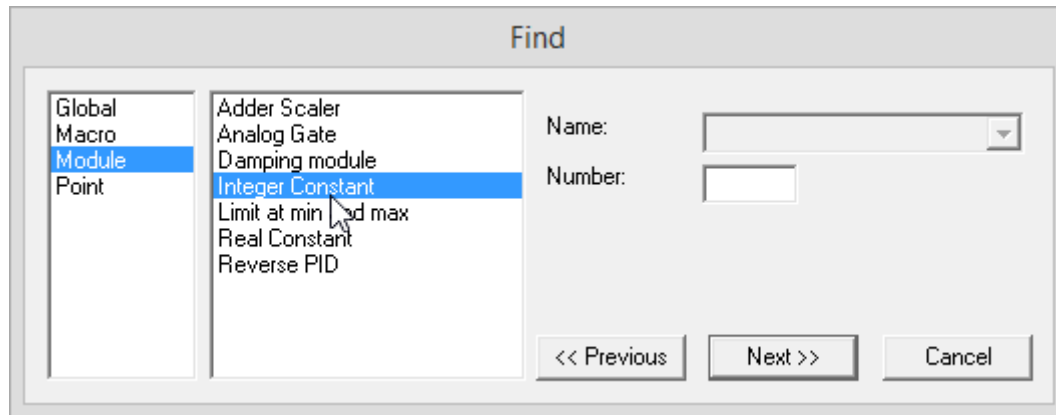 Find
Global
Macro
Module
Point
Adder Scaler
Analog Gate
Damping module
Integer Constant
Limit at min and max
Real Constant
Reverse PID
Name:
Number:
<< Previous
Next >>
Cancel